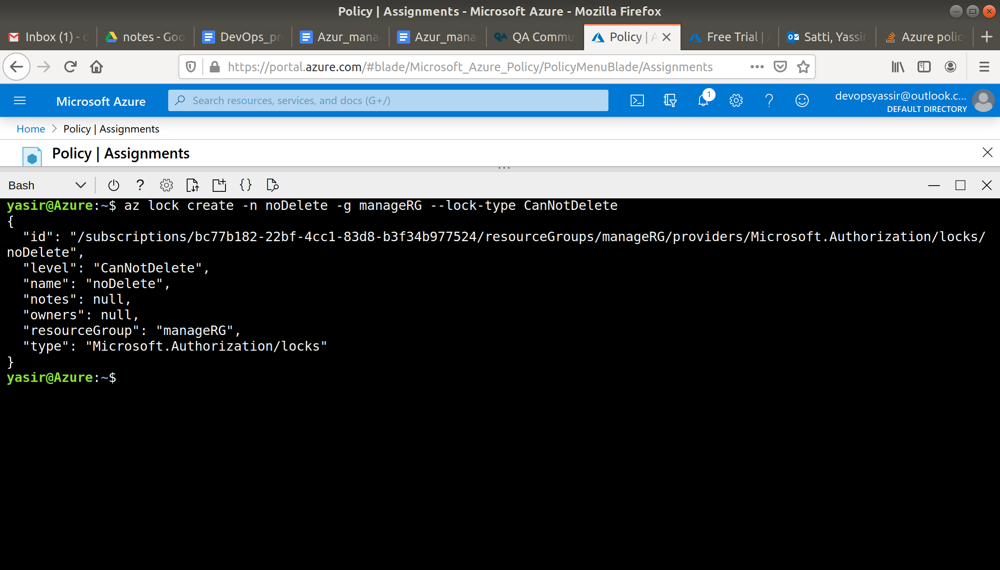 Policy | Assignments - Microsoft Azure - Mozilla Firefox
Inbox (1) - notes - Goo DevOps_pr Azur_mana Azur_mana QA Commu Policy | A Free Trial | Satti, Yassir Azure polic
https://portal.azure.com/#blade/Microsoft_Azure_Policy/PolicyMenuBlade/Assignments
Microsoft Azure Search resources, services, and docs (G+/) 1 devopsyassir@outlook.c...
DEFAULT DIRECTORY
Home > Policy | Assignments
Policy | Assignments
Bash
yasir@Azure:~$ az lock create -n noDelete -g manageRG --lock-type CanNotDelete
{
  "id": "/subscriptions/bc77b182-22bf-4cc1-83d8-b3f34b977524/resourceGroups/manageRG/providers/Microsoft.Authorization/locks/
noDelete",
  "level": "CanNotDelete",
  "name": "noDelete",
  "notes": null,
  "owners": null,
  "resourceGroup": "manageRG",
  "type": "Microsoft.Authorization/locks"
}
yasir@Azure:~$